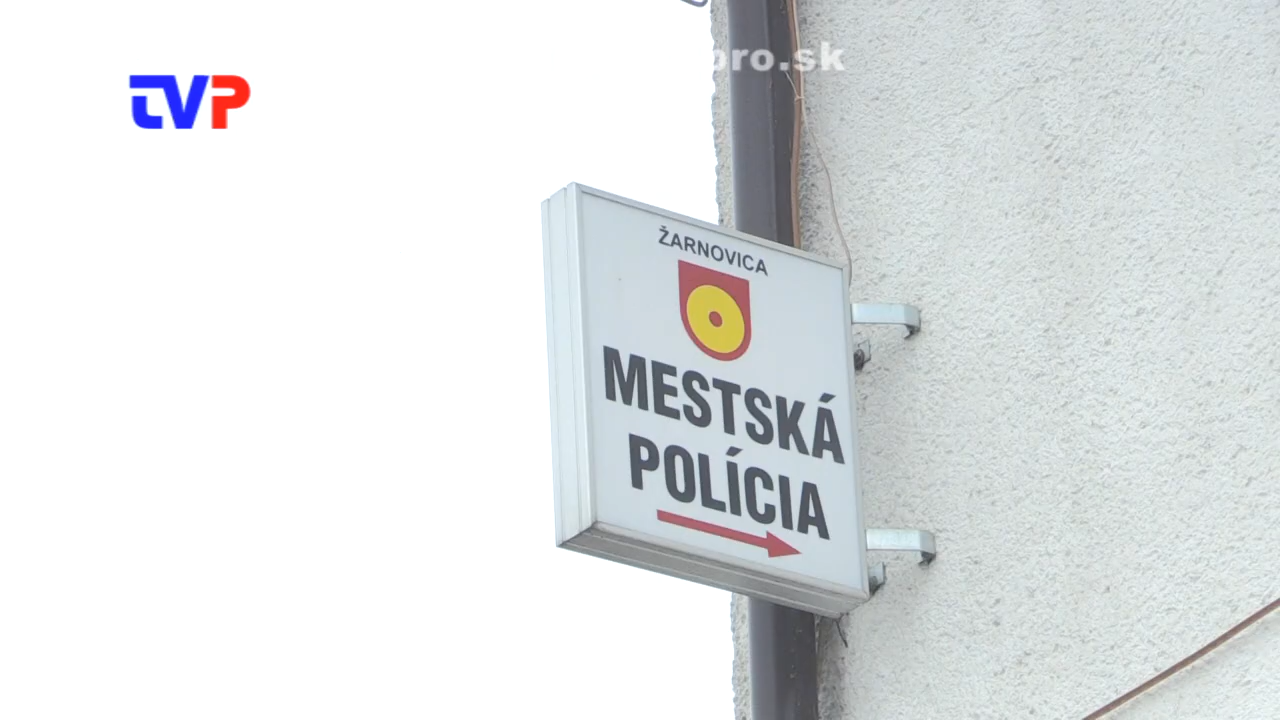 pro.sk
TVP
ŽARNOVICA
MESTSKÁ
POLÍCIA